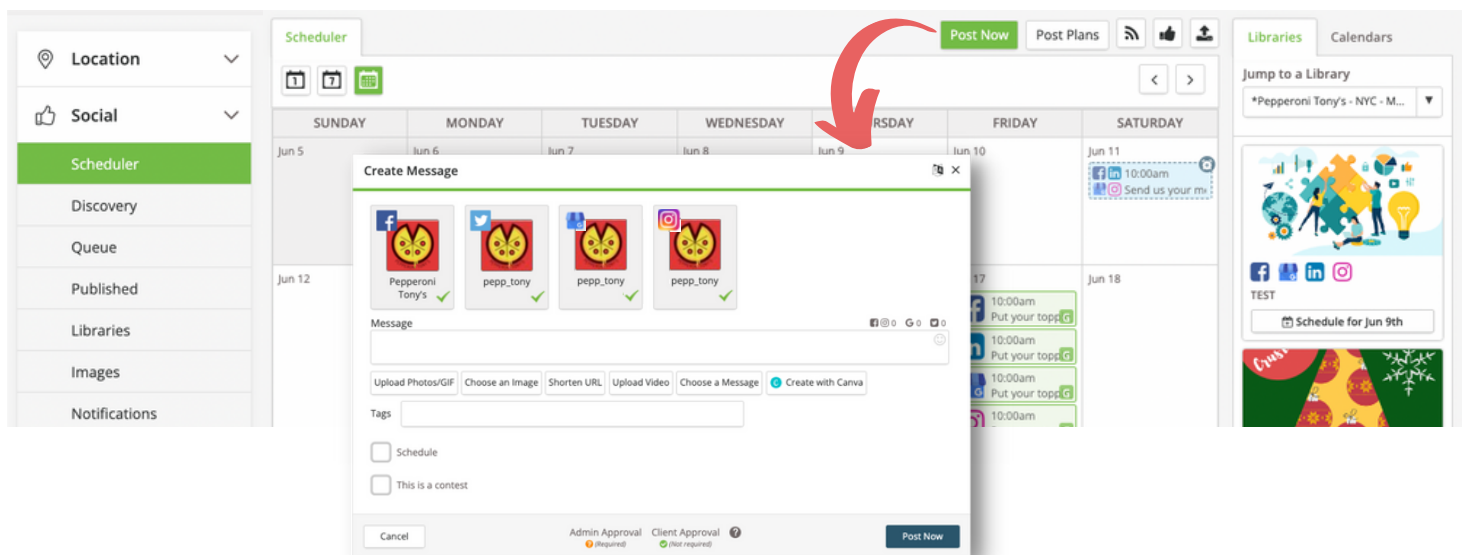 Location
Social
Scheduler
Discovery
Queue
Published
Libraries
Images
Notifications
Scheduler
Post Now
Post Plans
1
7
SUNDAY MONDAY TUESDAY WEDNESDAY RSDAY FRIDAY SATURDAY
Jun 5 Jun 6 Jun 7 Jun 8 Jun 9 Jun 10 Jun 11
10:00am
Send us your m
Jun 12 17 Jun 18
10:00am
Put your topp
G
10:00am
Put your topp
G
10:00am
Put your topp
G
10:00am
Create Message
Pepperoni
Tony's
pepp_tony
pepp_tony
pepp_tony
Message
0 G 0 0
Upload Photos/GIF Choose an Image Shorten URL Upload Video Choose a Message C Create with Canva
Tags
Schedule
This is a contest
Cancel
Admin Approval
(Required)
Client Approval
(Not required)
?
Post Now
Libraries Calendars
Jump to a Library
*Pepperoni Tony's - NYC - M...
TEST
Schedule for Jun 9th
Crust